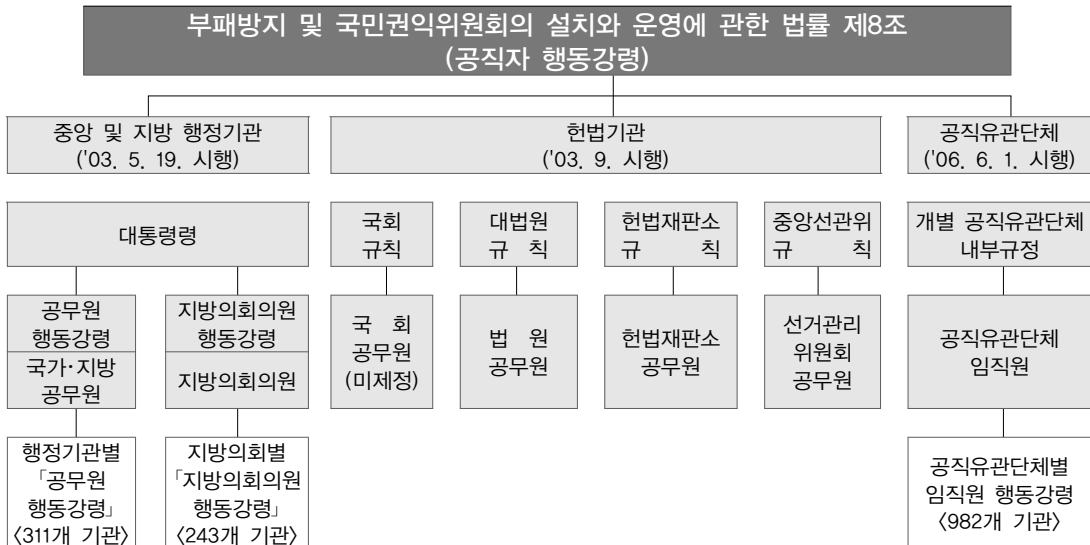 부패방지 및 국민권익위원회의 설치와 운영에 관한 법률 제8조
(공직자 행동강령)
중앙 및 지방 행정기관
('03. 5. 19. 시행)
헌법기관
('03. 9. 시행)
공직유관단체
('06. 6. 1. 시행)
대통령령
국회
규칙
대법원
규 칙
헌법재판소
규 칙
중앙선관위
규 칙
개별 공직유관단체
내부규정
공무원
행동강령
국가·지방
공무원
지방의회의원
행동강령
지방의회의원
국 회
공무원
(미제정)
법 원
공무원
헌법재판소
공무원
선거관리
위원회
공무원
공직유관단체
임직원
행정기관별
「공무원
행동강령」
〈311개 기관〉
지방의회별
「지방의회의원
행동강령」
〈243개 기관〉
공직유관단체별
임직원 행동강령
〈982개 기관〉